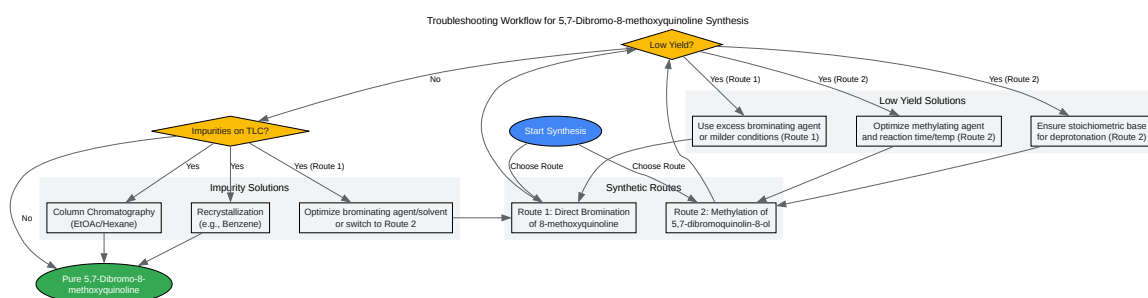 Troubleshooting Workflow for 5,7-Dibromo-8-methoxyquinoline Synthesis
Low Yield?
No
Yes (Route 1)
Yes (Route 2)
Yes (Route 2)
Low Yield Solutions
Impurities on TLC?
Start Synthesis
Use excess brominating agent
or milder conditions (Route 1)
Optimize methylating agent
and reaction time/temp (Route 2)
Ensure stoichiometric base
for deprotonation (Route 2)
Yes
Yes
Yes (Route 1)
Choose Route
Choose Route
Impurity Solutions
Synthetic Routes
No
Column Chromatography
(EtOAc/Hexane)
Recrystallization
(e.g., Benzene)
Optimize brominating agent/solvent
or switch to Route 2
Route 1: Direct Bromination
of 8-methoxyquinoline
Route 2: Methylation of
5,7-dibromoquinolin-8-ol
Pure 5,7-Dibromo-8-
methoxyquinoline